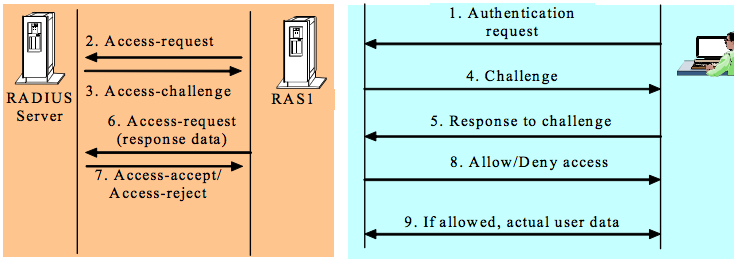 2. Access-request
3. Access-challenge
RADIUS
Server
RAS1
6. Access-request
(response data)
7. Access-accept/
Access-reject
1. Authentication
request
4. Challenge
5. Response to challenge
8. Allow/Deny access
9. If allowed, actual user data